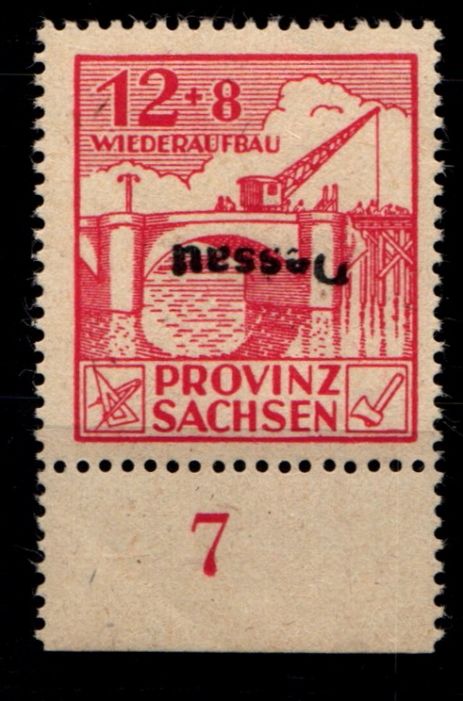 12+8
WIEDERAUFBAU
Dessau
PROVINZ
SACHSEN
7